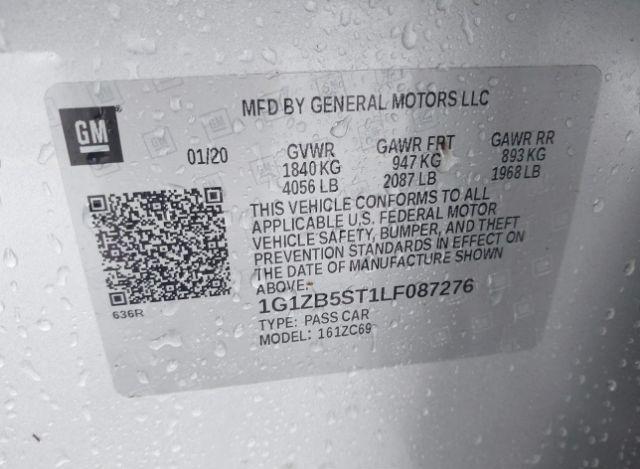 MFD BY GENERAL MOTORS LLC
GM
01/20
GVWR GAWR FRT GAWR RR
1840 KG 947 KG 893 KG
4056 LB 2087 LB 1968 LB
THIS VEHICLE CONFORMS TO ALL
APPLICABLE U.S. FEDERAL MOTOR
VEHICLE SAFETY, BUMPER, AND THEFT
PREVENTION STANDARDS IN EFFECT ON
THE DATE OF MANUFACTURE SHOWN
ABOVE.
1G1ZB5ST1LF087276
636R
TYPE: PASS CAR
MODEL: 161ZC69